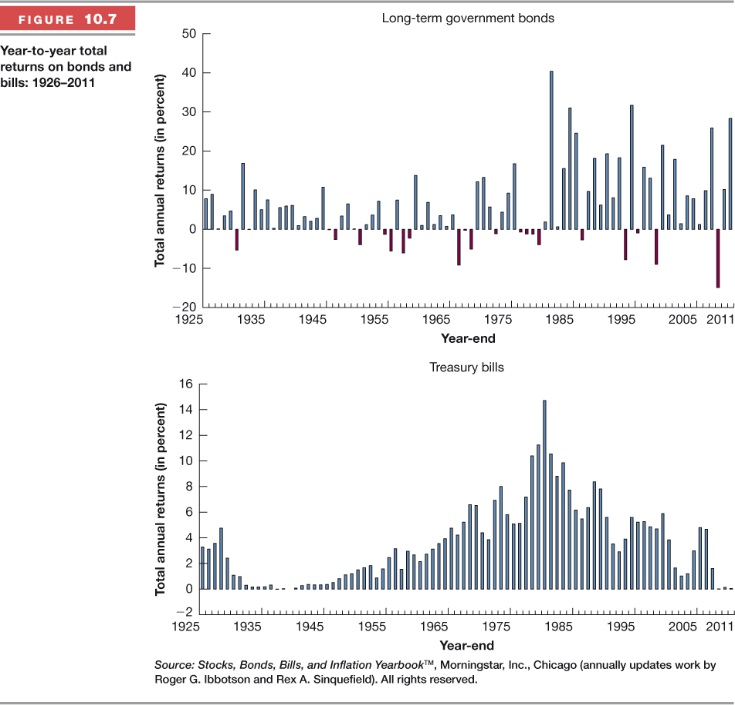 FIGURE 10.7
Year-to-year total
returns on bonds and
bills: 1926–2011
Long-term government bonds
Total annual returns (in percent)
50
40
30
20
10
0
−10
−20
1925 1935 1945 1955 1965 1975 1985 1995 2005 2011
Year-end
Treasury bills
Total annual returns (in percent)
16
14
12
10
8
6
4
2
0
−2
1925 1935 1945 1955 1965 1975 1985 1995 2005 2011
Year-end
Source: Stocks, Bonds, Bills, and Inflation Yearbook™, Morningstar, Inc., Chicago (annually updates work by
Roger G. Ibbotson and Rex A. Sinquefield). All rights reserved.